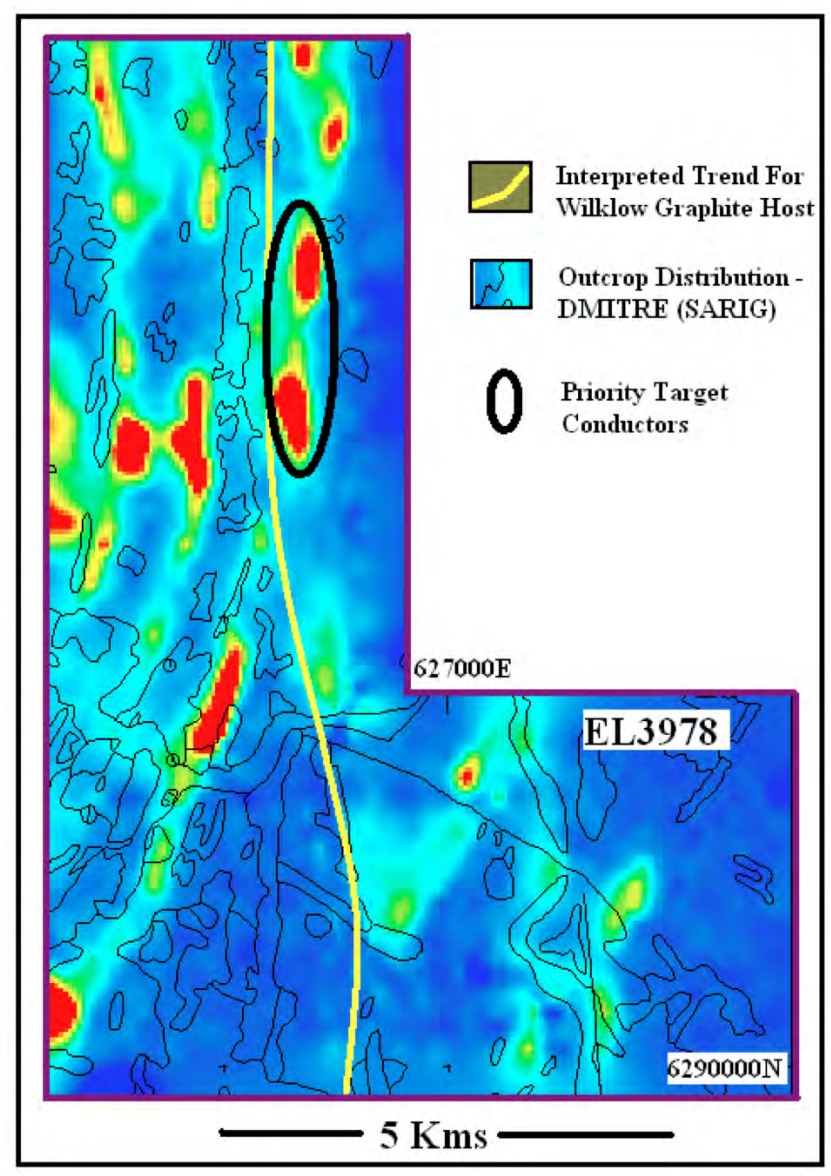 Interpreted Trend For
Wilklow Graphite Host
Outcrop Distribution -
DMITRE (SARIG)
Priority Target
Conductors
627000E
EL3978
6290000N
5 Kms